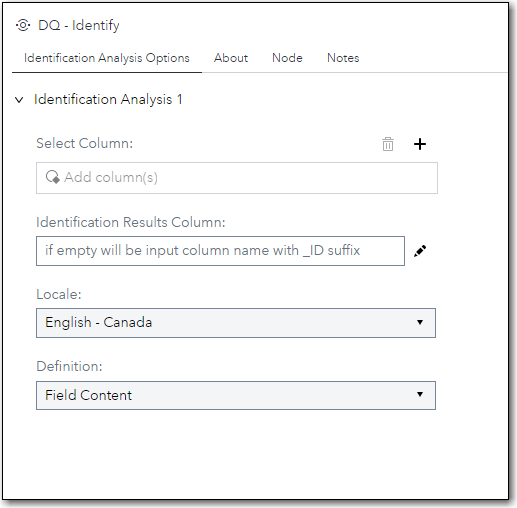 DQ - Identify
Identification Analysis Options About Node Notes
Identification Analysis 1
Select Column:
Add column(s)
Identification Results Column:
if empty will be input column name with _ID suffix
Locale:
English - Canada
Definition:
Field Content